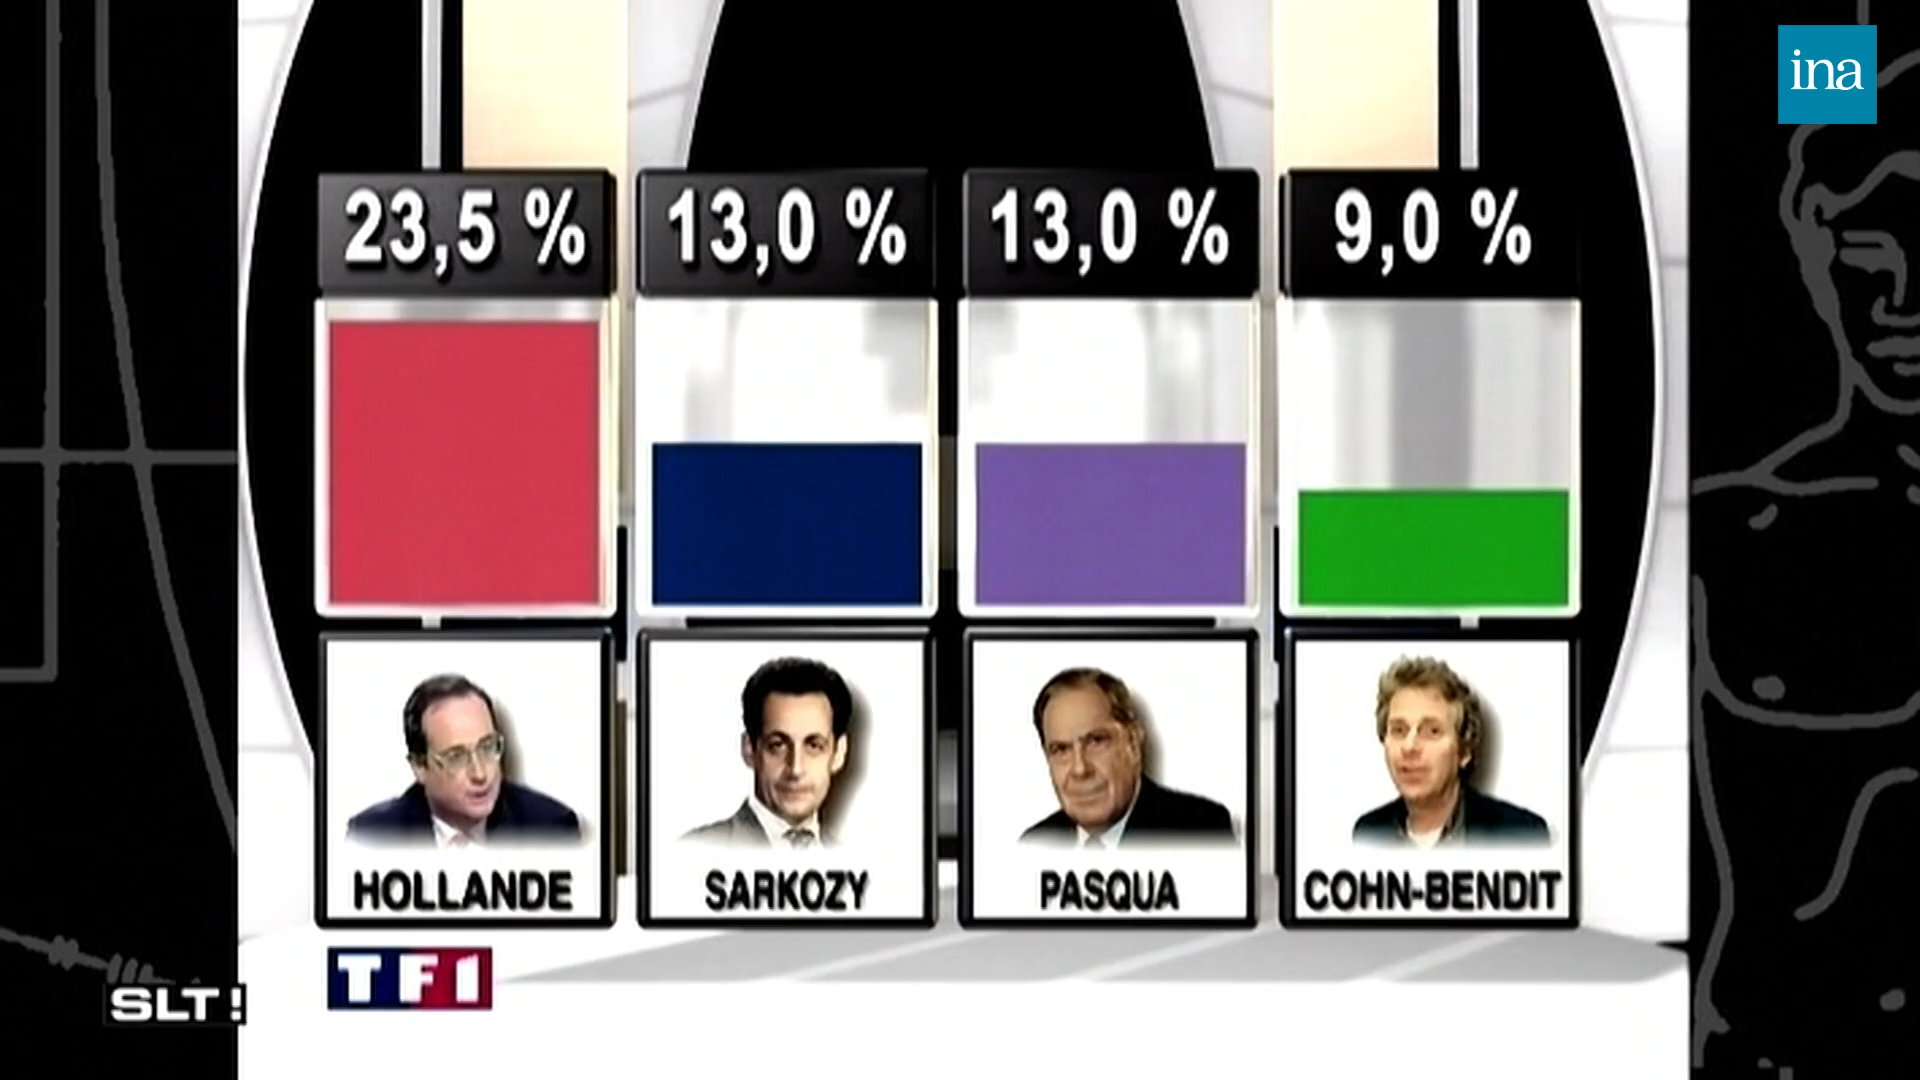 ina
23,5 %
13,0 %
13,0 %
9,0 %
HOLLANDE
SARKOZY
PASQUA
COHN-BENDIT
TF1
SLT!